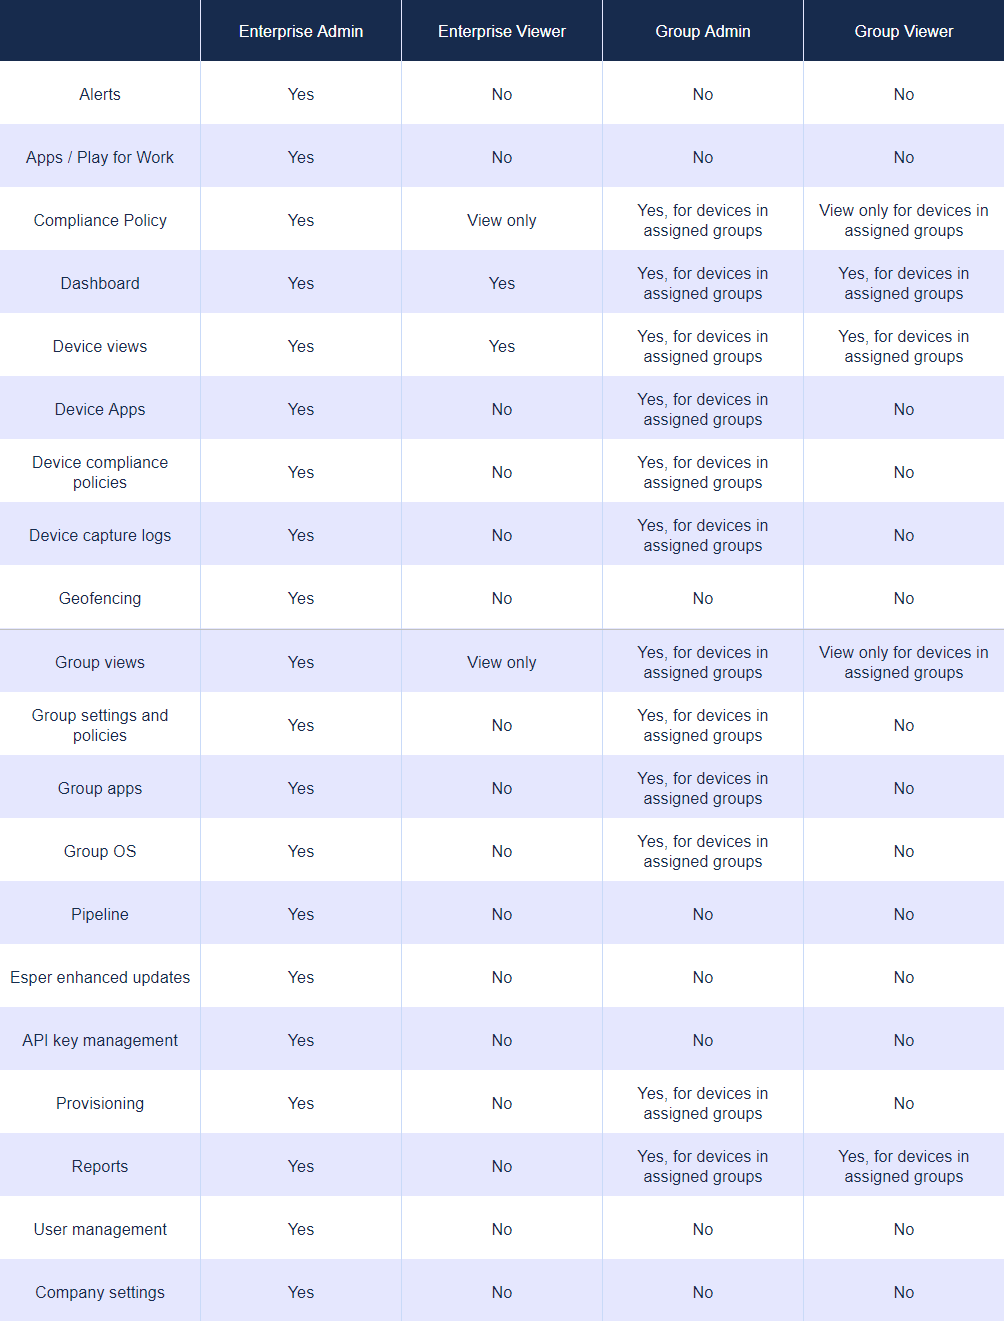 Enterprise Admin Enterprise Viewer Group Admin Group Viewer
Alerts Yes No No No
Apps / Play for Work Yes No No No
Compliance Policy Yes View only Yes, for devices in assigned groups View only for devices in assigned groups
Dashboard Yes Yes Yes, for devices in assigned groups Yes, for devices in assigned groups
Device views Yes Yes Yes, for devices in assigned groups Yes, for devices in assigned groups
Device Apps Yes No Yes, for devices in assigned groups No
Device compliance policies Yes No Yes, for devices in assigned groups No
Device capture logs Yes No Yes, for devices in assigned groups No
Geofencing Yes No No No
Group views Yes View only Yes, for devices in assigned groups View only for devices in assigned groups
Group settings and policies Yes No Yes, for devices in assigned groups No
Group apps Yes No Yes, for devices in assigned groups No
Group OS Yes No Yes, for devices in assigned groups No
Pipeline Yes No No No
Esper enhanced updates Yes No No No
API key management Yes No No No
Provisioning Yes No Yes, for devices in assigned groups No
Reports Yes No Yes, for devices in assigned groups Yes, for devices in assigned groups
User management Yes No No No
Company settings Yes No No No